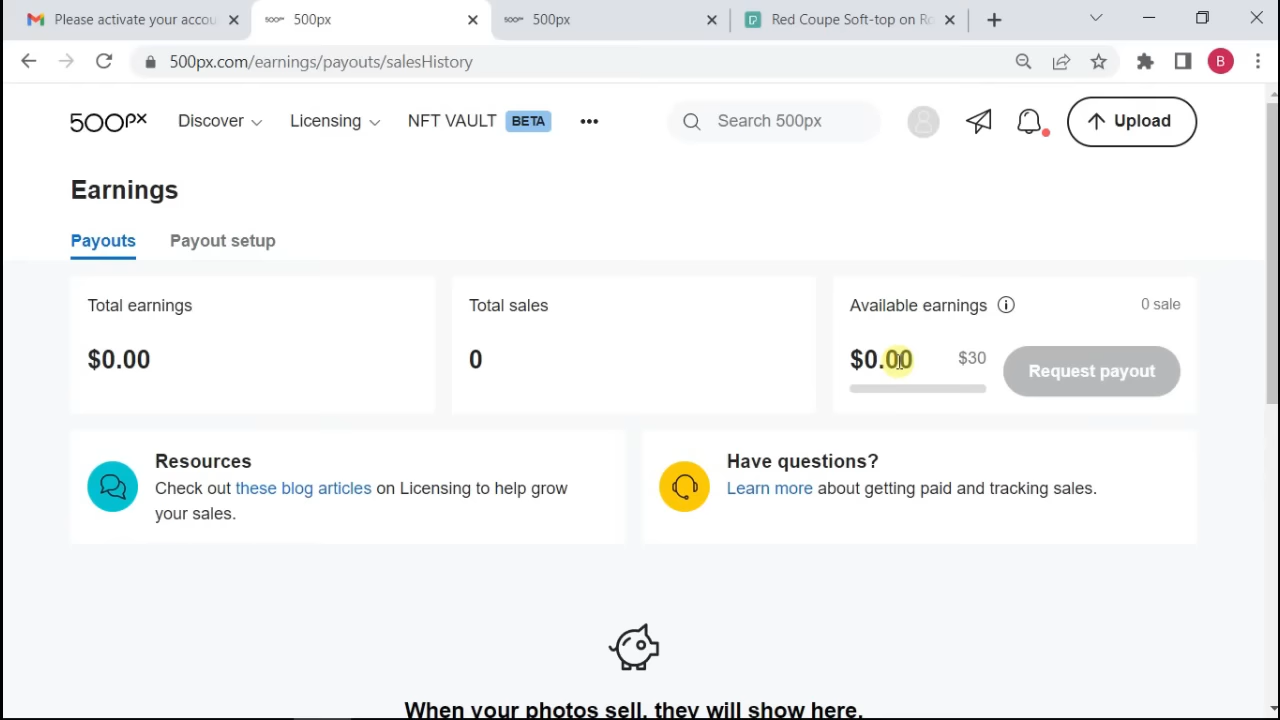 Please activate your accou
500px
500px
Red Coupe Soft-top on Ro
500px.com/earnings/payouts/salesHistory
B
500px
Discover
Licensing
NFT VAULT BETA
Search 500px
Upload
Earnings
Payouts
Payout setup
Total earnings
$0.00
Total sales
0
Available earnings
0 sale
$0.00
$30
Request payout
Resources
Check out these blog articles on Licensing to help grow
your sales.
Have questions?
Learn more about getting paid and tracking sales.
When your photos sell, they will show here.